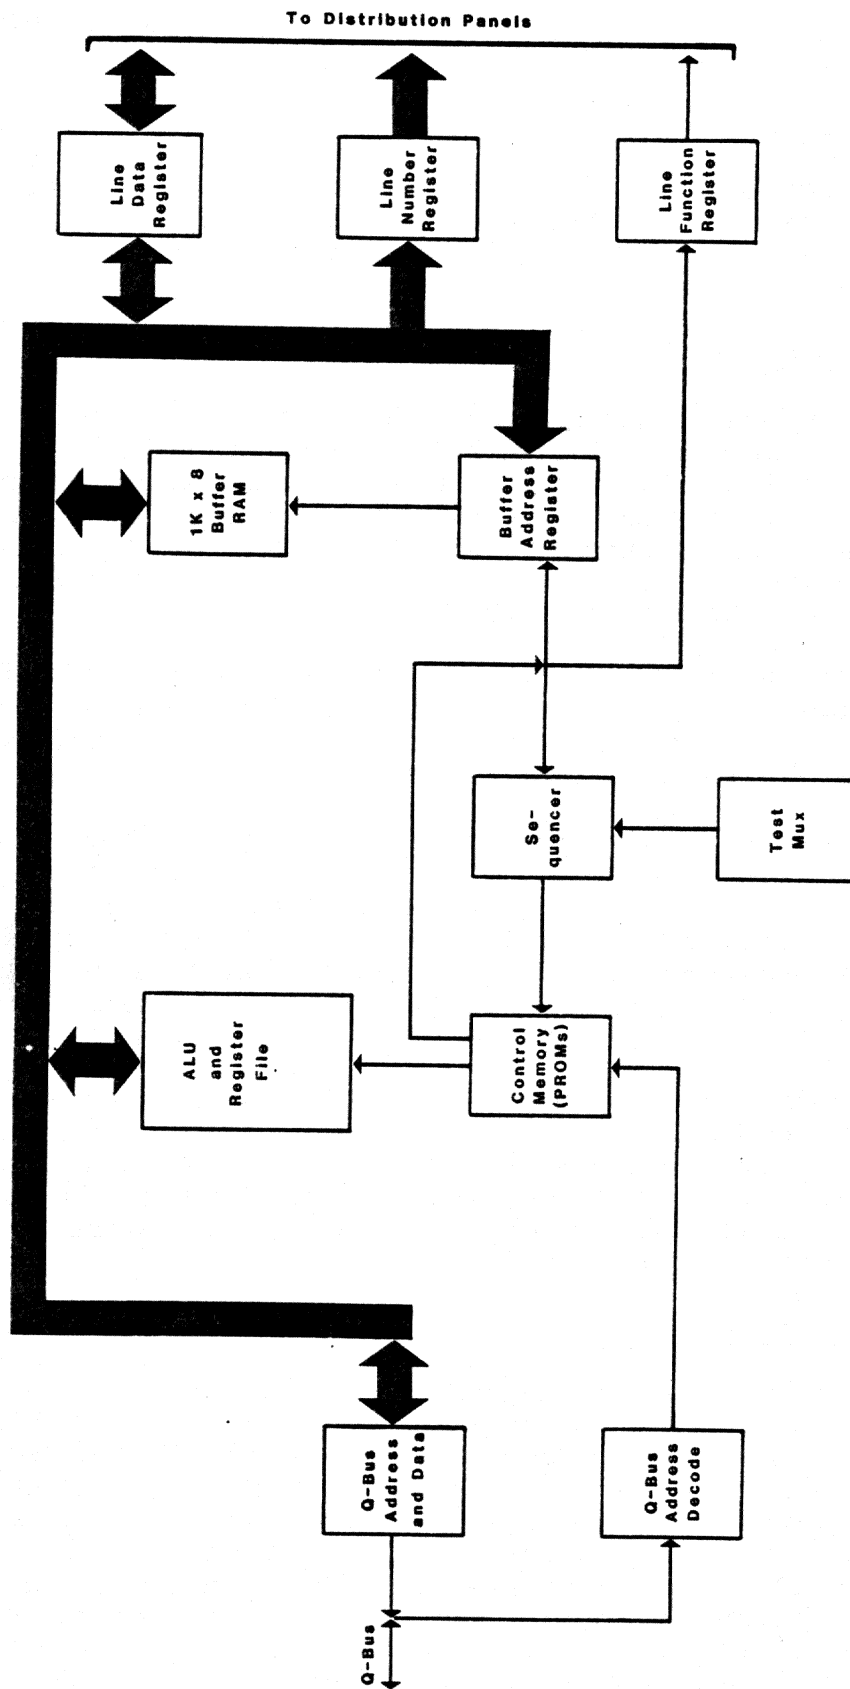 To Distribution Panels
Line
Data
Register
Line
Number
Register
Line
Function
Register
1K x 8
Buffer
RAM
Buffer
Address
Register
Se-
quencer
Test
Mux
ALU
and
Register
File
Control
Memory
(PROMs)
Q-Bus
Address
and Data
Q-Bus
Address
Decode
Q-Bus